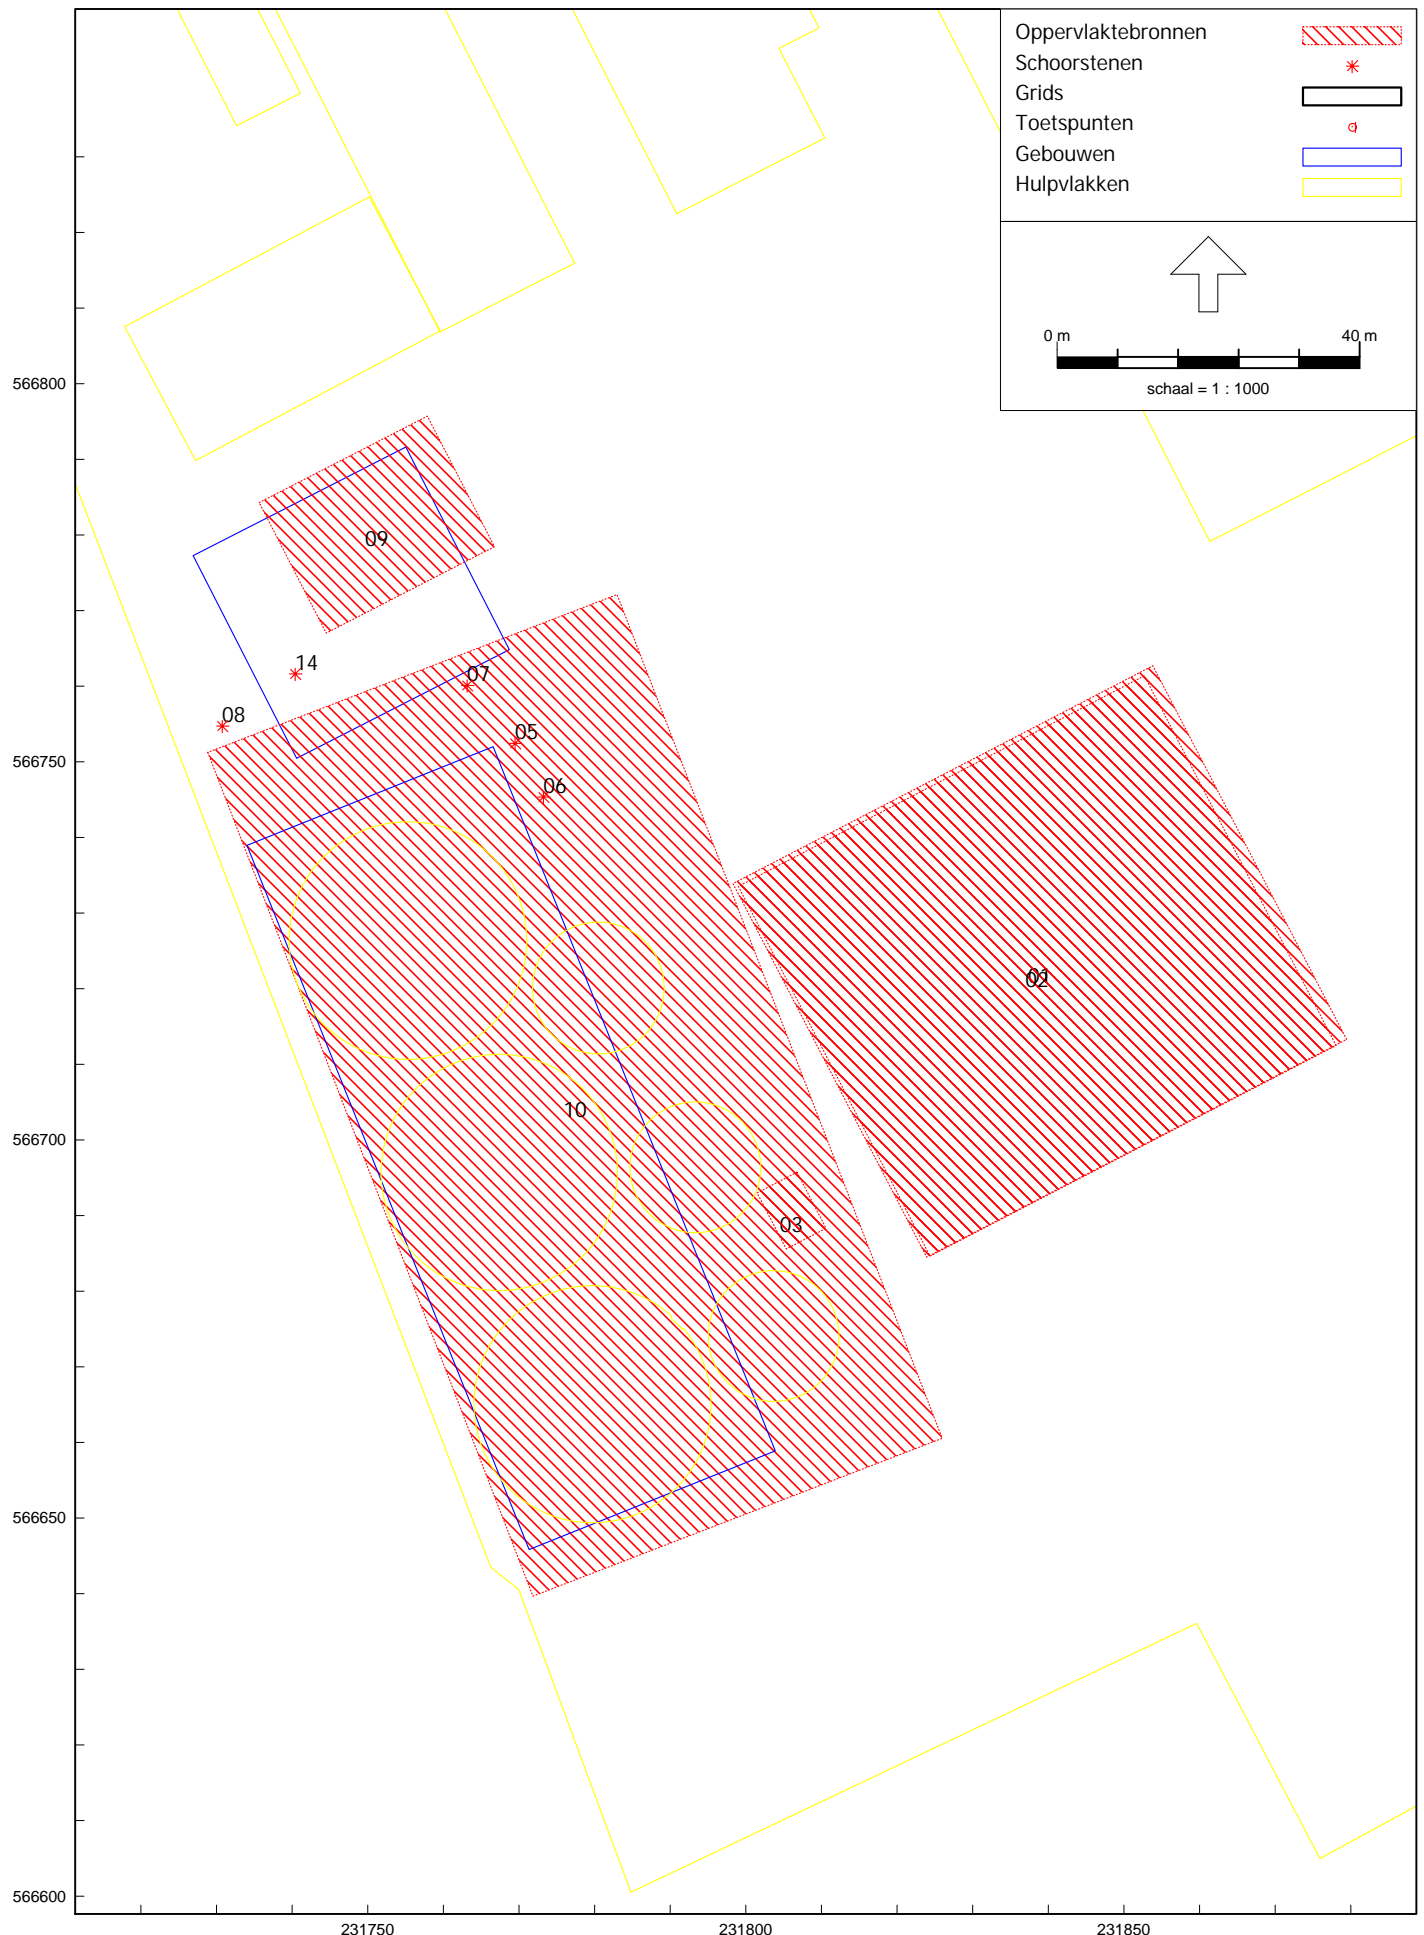 Oppervlaktebronnen
Schoorstenen
Grids
Toetspunten
Gebouwen
Hulpvlakken
0 m
40 m
schaal = 1 : 1000
566800
09
14
07
08
05
566750
06
01
02
10
566700
03
566650
566600
231750
231800
231850